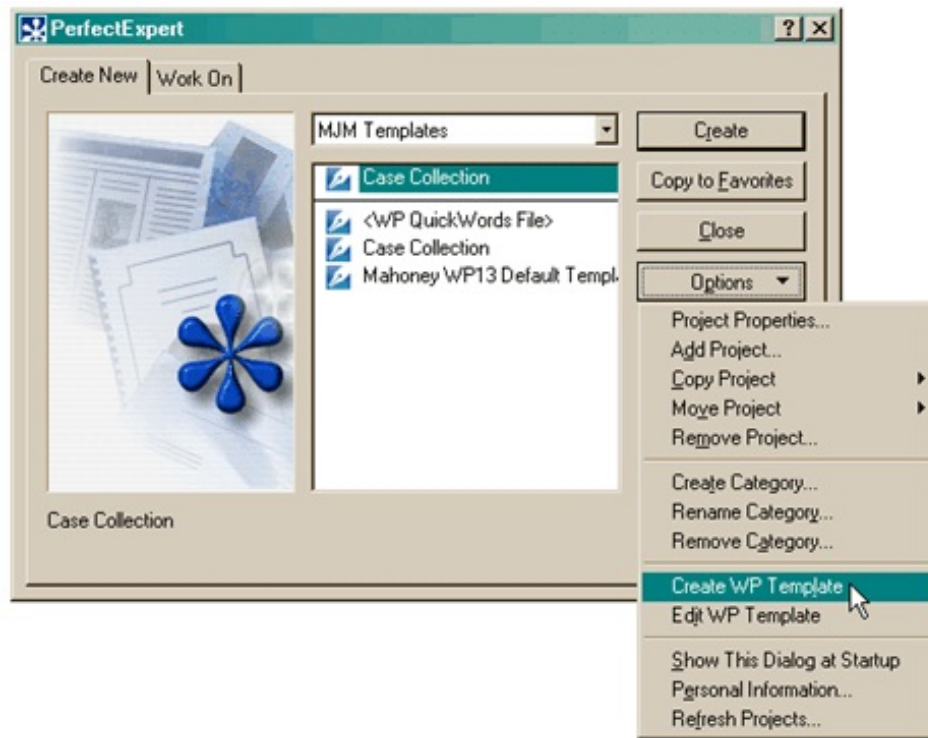 PerfectExpert
Create New
Work On
MJM Templates
Create
Case Collection
Copy to Favorites
<WP QuickWords File>
Close
Case Collection
Mahoney WP13 Default Templ
Options
Project Properties...
Add Project...
Copy Project
Move Project
Remove Project...
Create Category...
Rename Category...
Remove Category...
Case Collection
Create WP Template
Edit WP Template
Show This Dialog at Startup
Personal Information...
Refresh Projects...